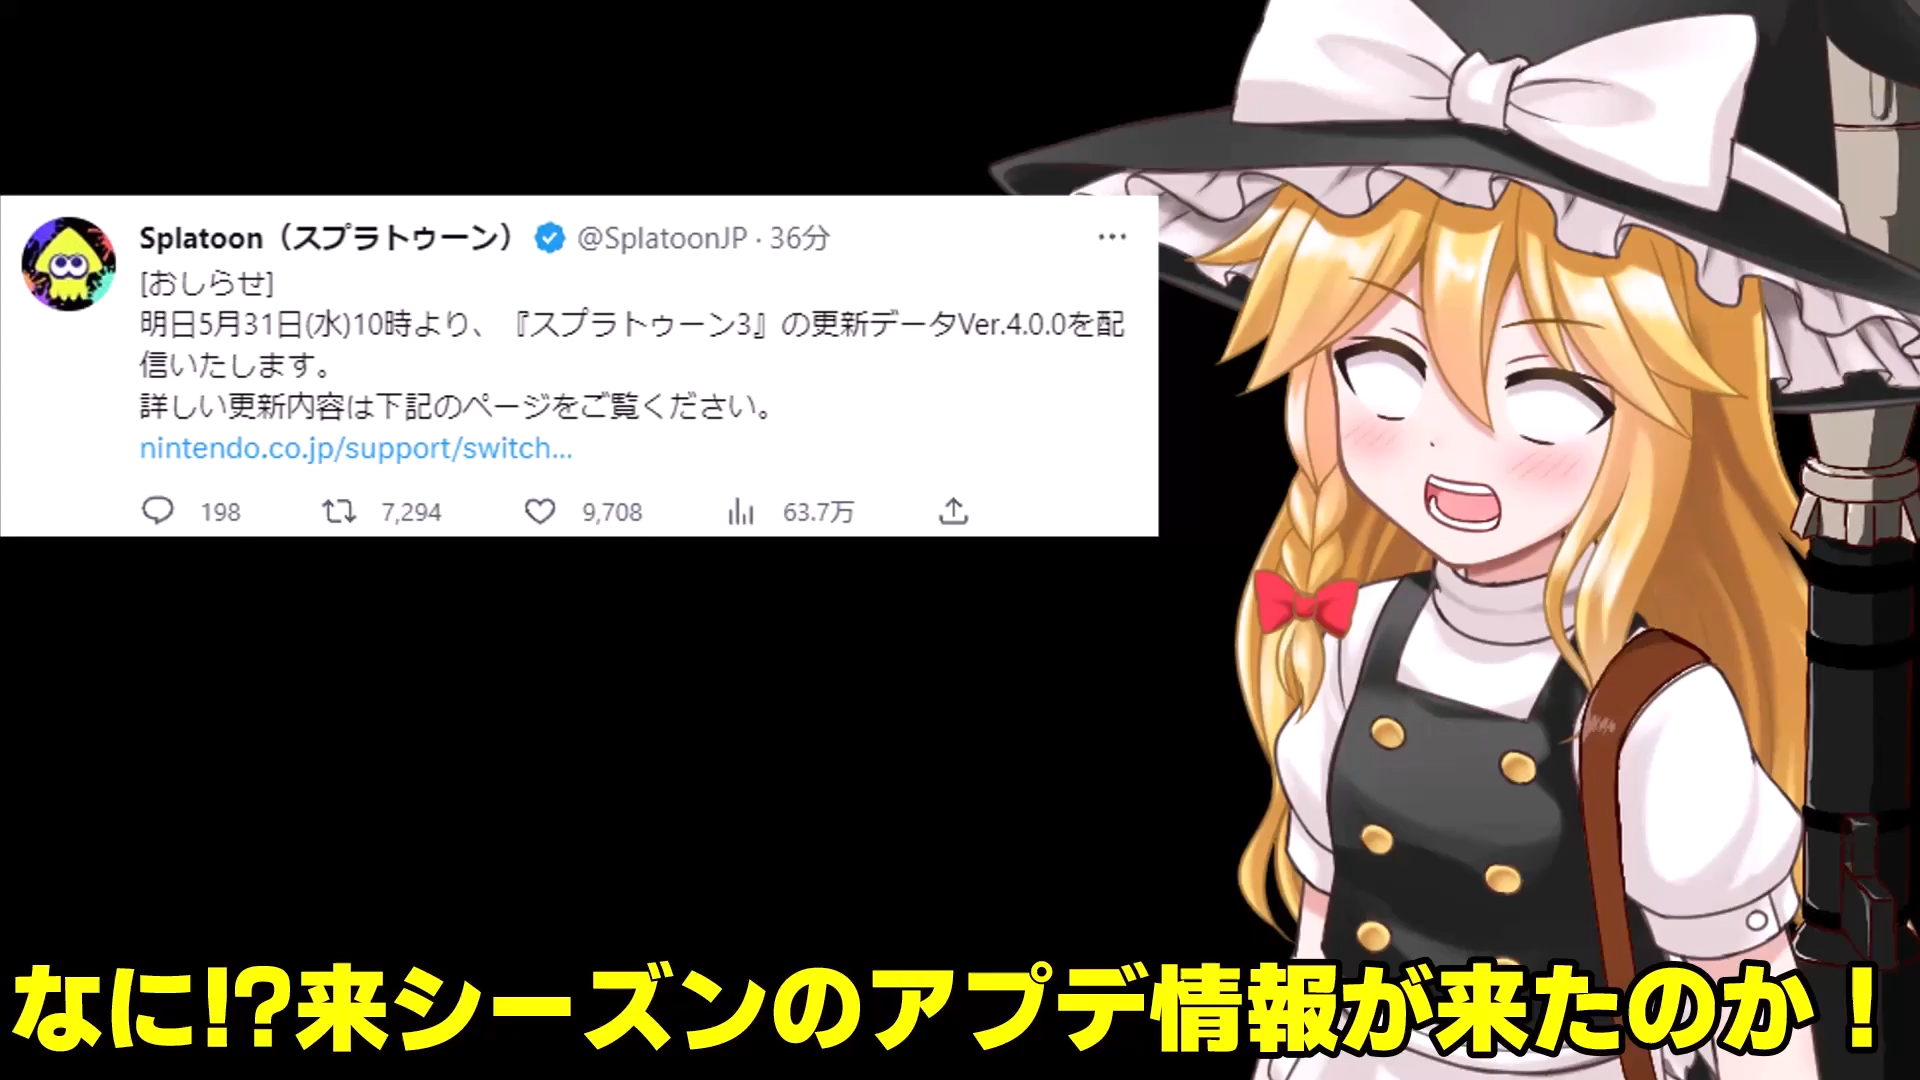 Splatoon（スプラトゥーン） @SplatoonJP · 36分
[おしらせ]
明日5月31日(水)10時より、『スプラトゥーン3』の更新データVer.4.0.0を配
信いたします。
詳しい更新内容は下記のページをご覧ください。
nintendo.co.jp/support/switch...
198 7,294 9,708 63.7万
なに!?来シーズンのアプデ情報が来たのか！